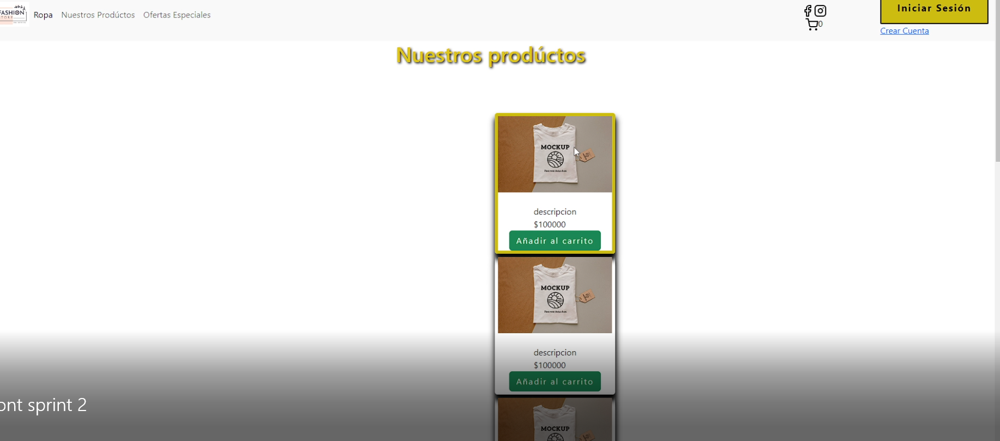 FASHION
STORE
Ropa
Nuestros Prodúctos
Ofertas Especiales
0
Iniciar Sesión
Crear Cuenta
Nuestros prodúctos
MOCKUP
descripcion
$100000
Añadir al carrito
MOCKUP
descripcion
$100000
Añadir al carrito
ont sprint 2
MOCKUP